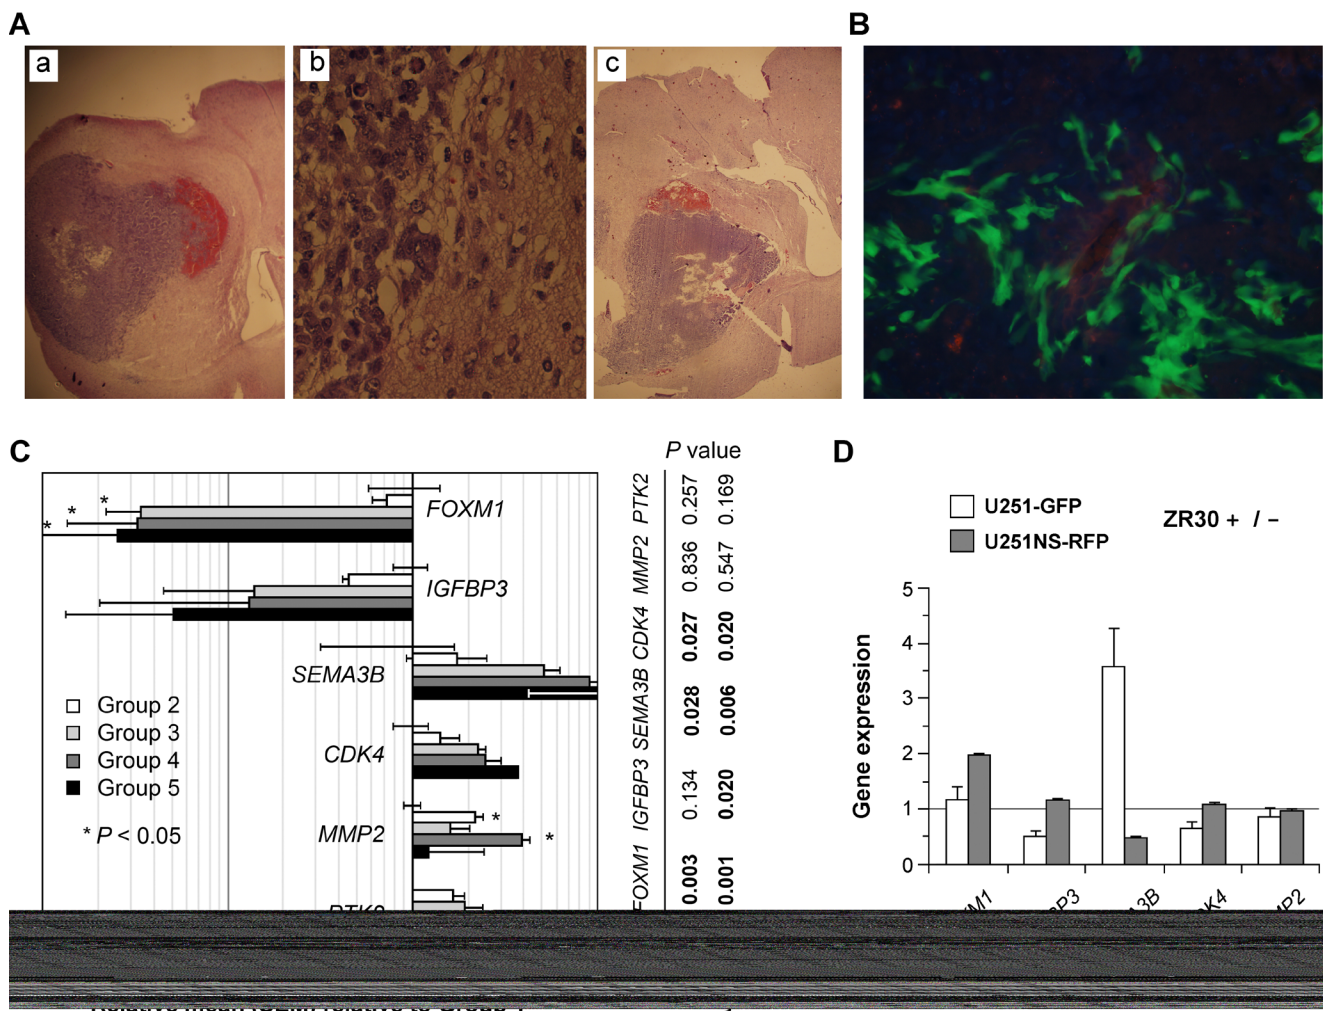 A
B
a
b
c
C
P value
D
FOXM1
IGFBP3
SEMA3B
CDK4
MMP2
Group 2
Group 3
Group 4
Group 5
* P < 0.05
*
*
*
*
*
PTK2 0.257 0.169
MMP2 0.836 0.547
CDK4 0.027 0.020
SEMA3B 0.028 0.006
IGFBP3 0.134 0.020
FOXM1 0.003 0.001
U251-GFP
U251NS-RFP
ZR30 + / −
Gene expression
5
4
3
2
1
0